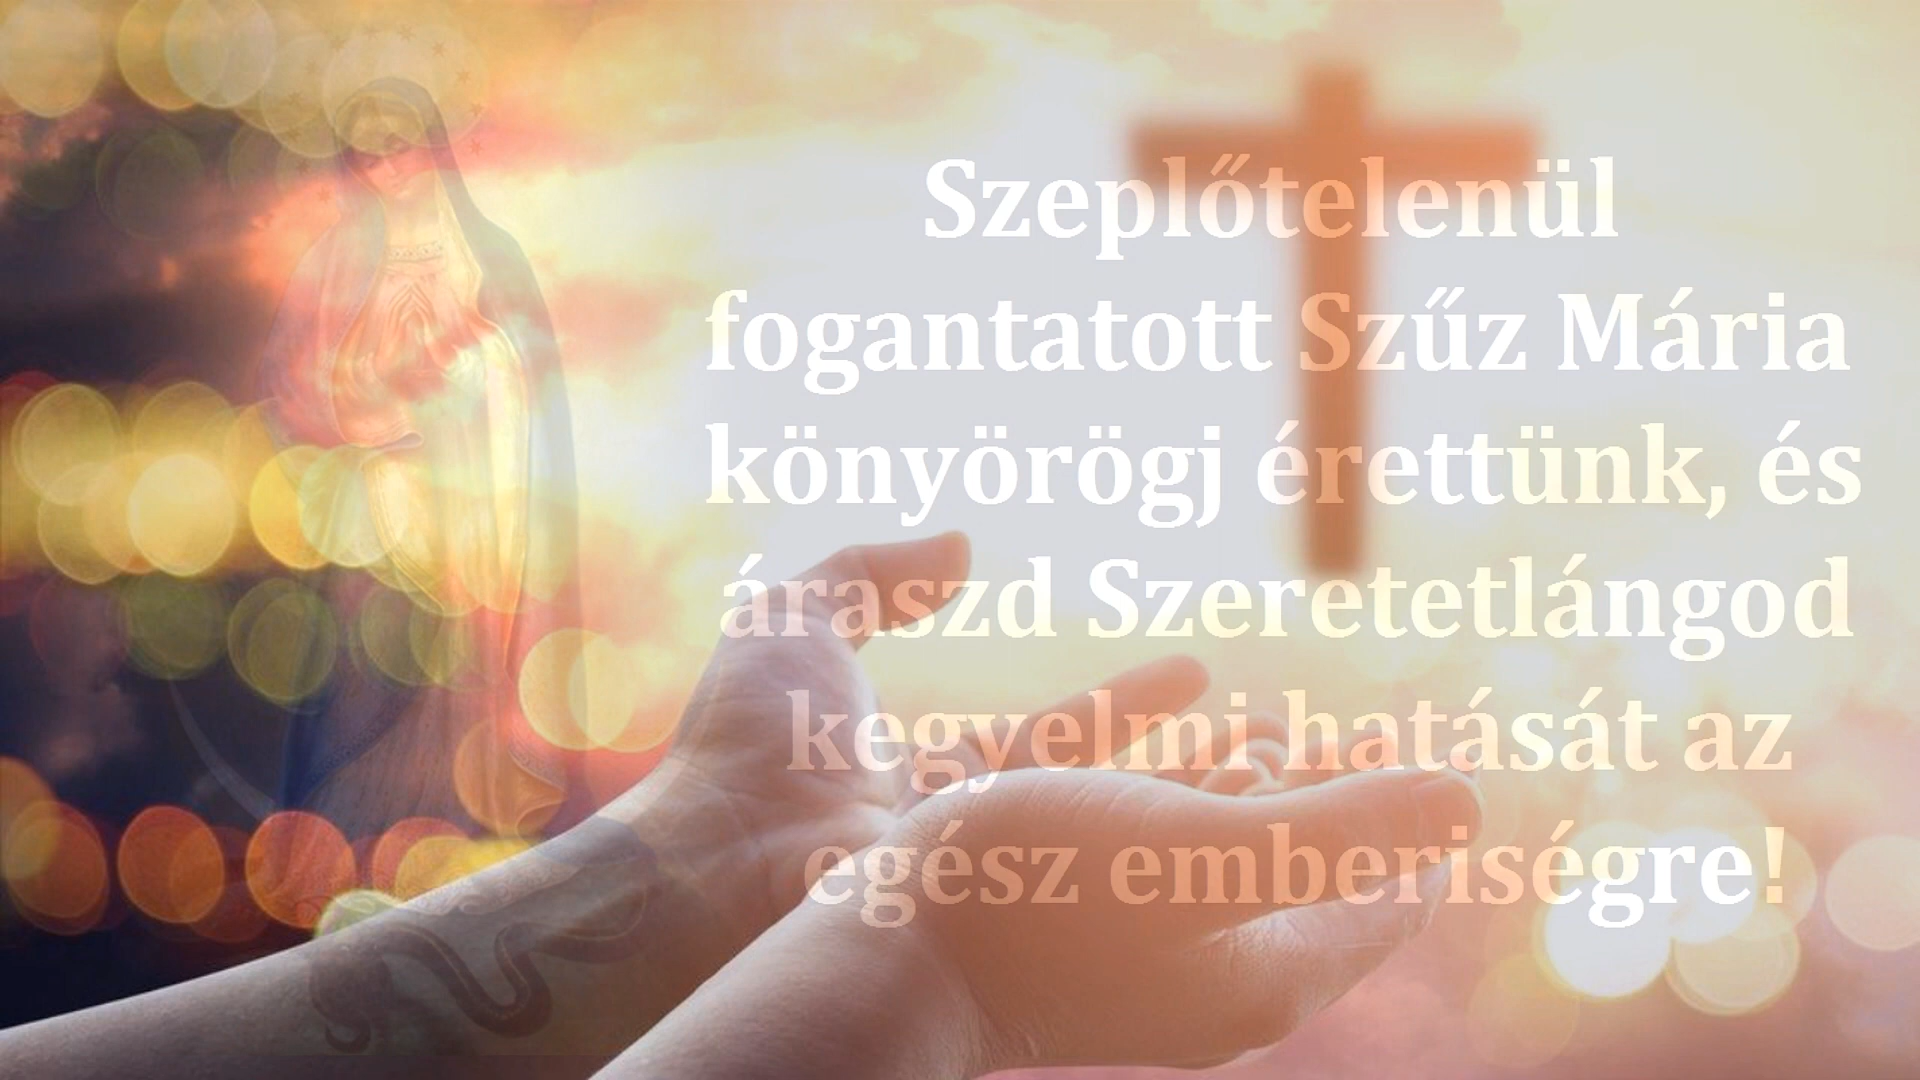 Szeplőtelenül
fogantatott Szűz Mária
könyörögj érettünk, és
áraszd Szeretetlángod
kegyelmi hatását az
egész emberiségre!